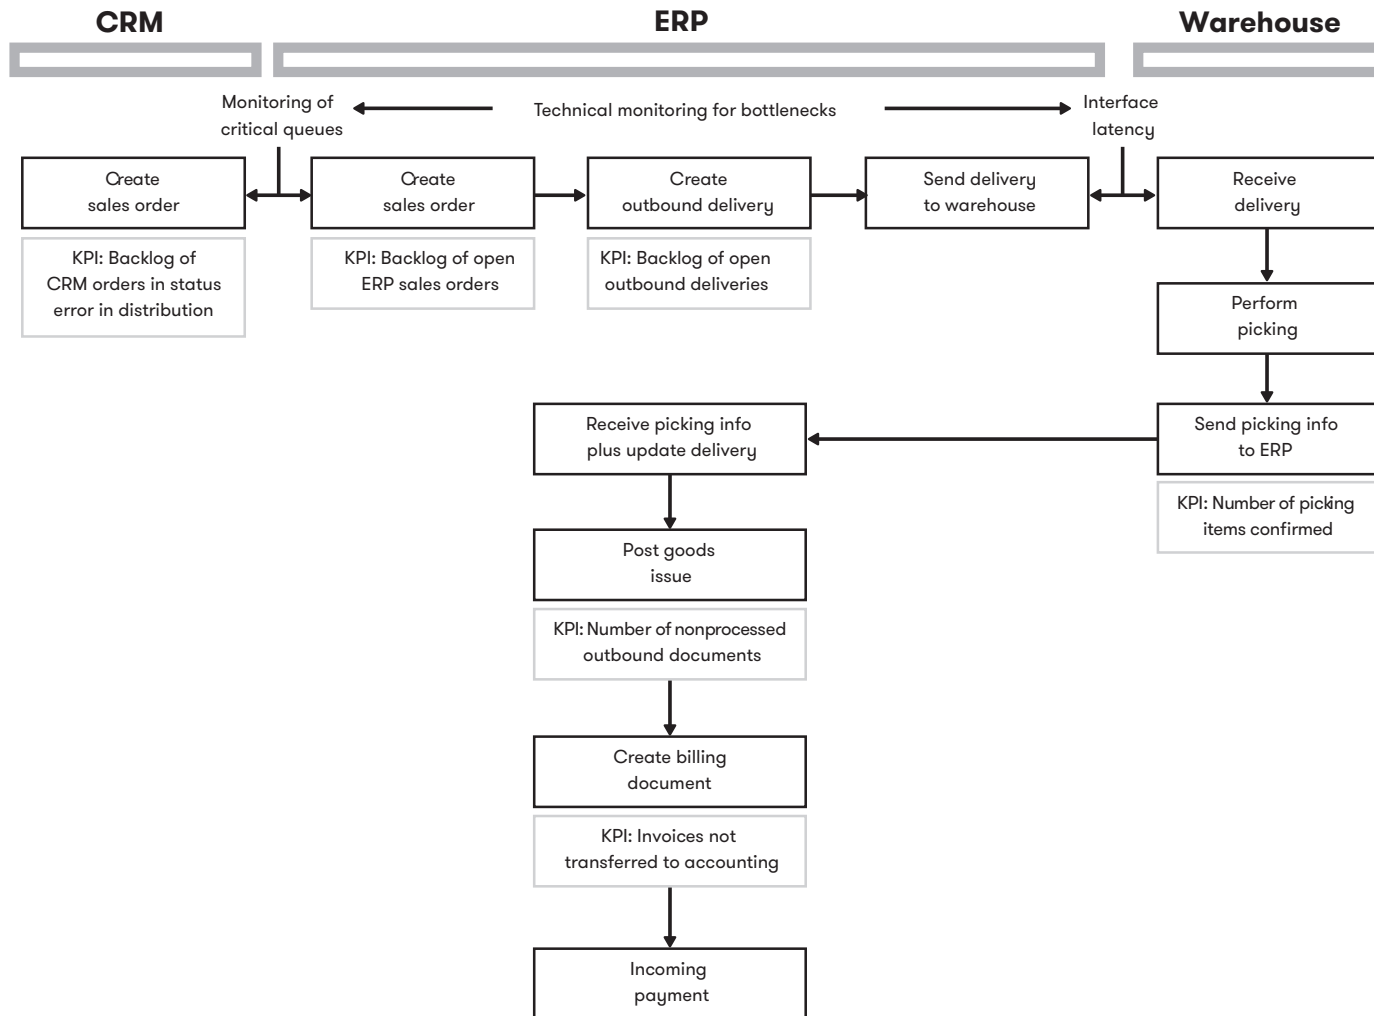 CRM
ERP
Warehouse
Monitoring of
critical queues
Technical monitoring for bottlenecks
Interface
latency
Create
sales order
Create
sales order
Create
outbound delivery
Send delivery
to warehouse
Receive
delivery
KPI: Backlog of
CRM orders in status
error in distribution
KPI: Backlog of open
ERP sales orders
KPI: Backlog of open
outbound deliveries
Perform
picking
Receive picking info
plus update delivery
Send picking info
to ERP
KPI: Number of picking
items confirmed
Post goods
issue
KPI: Number of nonprocessed
outbound documents
Create billing
document
KPI: Invoices not
transferred to accounting
Incoming
payment